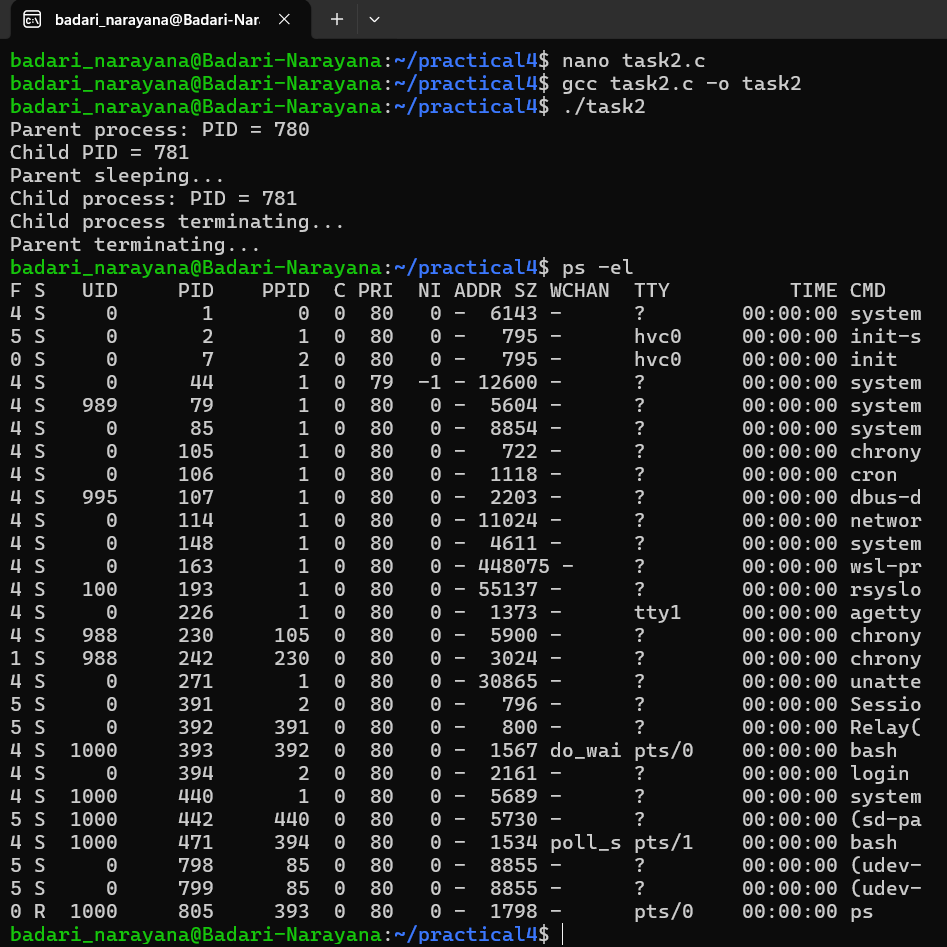 badari_narayana@Badari-Nar.
badari_narayana@Badari-Narayana:~/practical4$ nano task2.c
badari_narayana@Badari-Narayana:~/practical4$ gcc task2.c -o task2
badari_narayana@Badari-Narayana:~/practical4$ ./task2
Parent process: PID = 780
Child PID = 781
Parent sleeping...
Child process: PID = 781
Child process terminating...
Parent terminating...
badari_narayana@Badari-Narayana:~/practical4$ ps -el
F S   UID     PID    PPID  C PRI  NI ADDR SZ WCHAN  TTY          TIME CMD
4 S     0       1       0  0  80   0 -  6143 -      ?        00:00:00 system
5 S     0       2       1  0  80   0 -   795 -      hvc0     00:00:00 init-s
0 S     0       7       2  0  80   0 -   795 -      hvc0     00:00:00 init
4 S     0      44       1  0  79  -1 - 12600 -      ?        00:00:00 system
4 S   989      79       1  0  80   0 -  5604 -      ?        00:00:00 system
4 S     0      85       1  0  80   0 -  8854 -      ?        00:00:00 system
4 S     0     105       1  0  80   0 -   722 -      ?        00:00:00 chrony
4 S     0     106       1  0  80   0 -  1118 -      ?        00:00:00 cron
4 S   995     107       1  0  80   0 -  2203 -      ?        00:00:00 dbus-d
4 S     0     114       1  0  80   0 - 11024 -      ?        00:00:00 networ
4 S     0     148       1  0  80   0 -  4611 -      ?        00:00:00 system
4 S     0     163       1  0  80   0 - 448075 -     ?        00:00:00 wsl-pr
4 S   100     193       1  0  80   0 - 55137 -      ?        00:00:00 rsyslo
4 S     0     226       1  0  80   0 -  1373 -      tty1     00:00:00 agetty
4 S   988     230     105  0  80   0 -  5900 -      ?        00:00:00 chrony
1 S   988     242     230  0  80   0 -  3024 -      ?        00:00:00 chrony
4 S     0     271       1  0  80   0 - 30865 -      ?        00:00:00 unatte
5 S     0     391       2  0  80   0 -   796 -      ?        00:00:00 Sessio
5 S     0     392     391  0  80   0 -   800 -      ?        00:00:00 Relay(
4 S  1000     393     392  0  80   0 -  1567 do_wai pts/0    00:00:00 bash
4 S     0     394       2  0  80   0 -  2161 -      ?        00:00:00 login
4 S  1000     440       1  0  80   0 -  5689 -      ?        00:00:00 system
5 S  1000     442     440  0  80   0 -  5730 -      ?        00:00:00 (sd-pa
4 S  1000     471     394  0  80   0 -  1534 poll_s pts/1    00:00:00 bash
5 S     0     798      85  0  80   0 -  8855 -      ?        00:00:00 (udev-
5 S     0     799      85  0  80   0 -  8855 -      ?        00:00:00 (udev-
0 R  1000     805     393  0  80   0 -  1798 -      pts/0    00:00:00 ps
badari_narayana@Badari-Narayana:~/practical4$